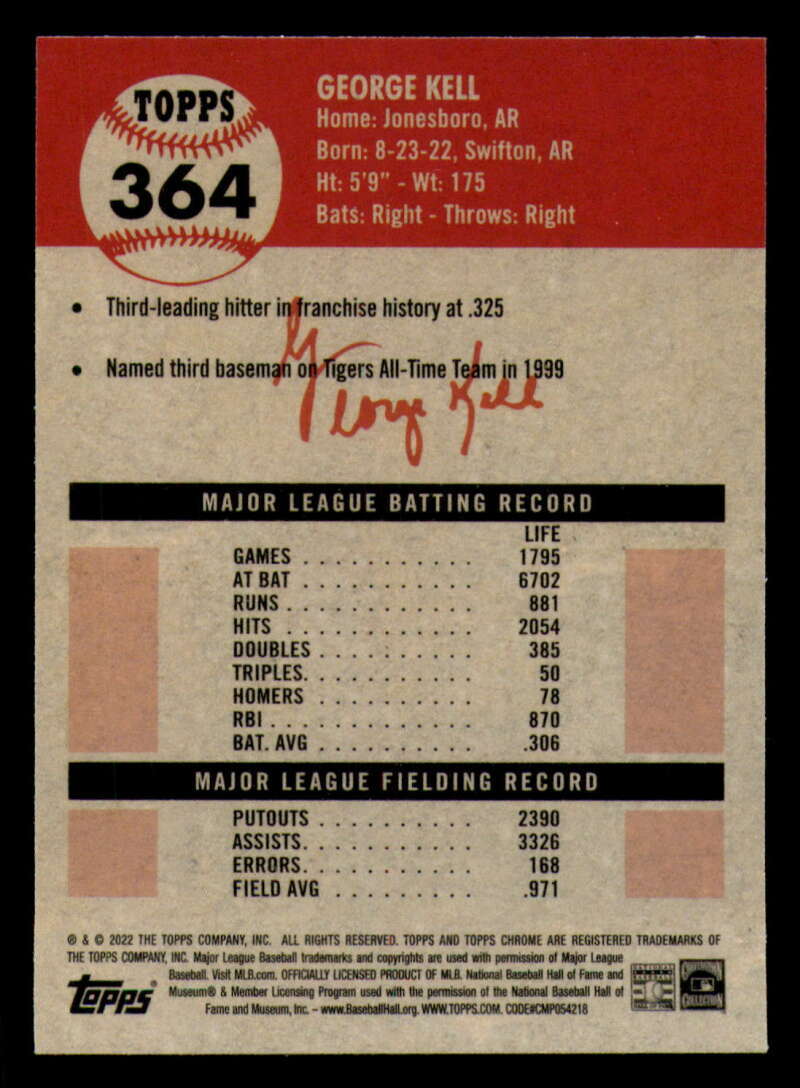 TOPPS
364
GEORGE KELL
Home: Jonesboro, AR
Born: 8-23-22, Swifton, AR
Ht: 5'9" - Wt: 175
Bats: Right - Throws: Right
• Third-leading hitter in franchise history at .325
• Named third baseman on Tigers All-Time Team in 1999
George Kell
MAJOR LEAGUE BATTING RECORD
LIFE
GAMES . . . . . . . . . . . 1795
AT BAT . . . . . . . . . . . 6702
RUNS . . . . . . . . . . . . 881
HITS . . . . . . . . . . . . 2054
DOUBLES . . . . . . . . . . 385
TRIPLES. . . . . . . . . . . 50
HOMERS . . . . . . . . . . 78
RBI . . . . . . . . . . . . . 870
BAT. AVG . . . . . . . . . . .306
MAJOR LEAGUE FIELDING RECORD
PUTOUTS . . . . . . . . . . 2390
ASSISTS. . . . . . . . . . . 3326
ERRORS. . . . . . . . . . . 168
FIELD AVG . . . . . . . . . .971
® & © 2022 THE TOPPS COMPANY, INC. ALL RIGHTS RESERVED. TOPPS AND TOPPS CHROME ARE REGISTERED TRADEMARKS OF
THE TOPPS COMPANY, INC. Major League Baseball trademarks and copyrights are used with permission of Major League
Baseball. Visit MLB.com. OFFICIALLY LICENSED PRODUCT OF MLB. National Baseball Hall of Fame and
Museum® & Member Licensing Program used with the permission of the National Baseball Hall of
Fame and Museum, Inc. – www.BaseballHall.org. WWW.TOPPS.COM. CODE#CMP054218
Topps®